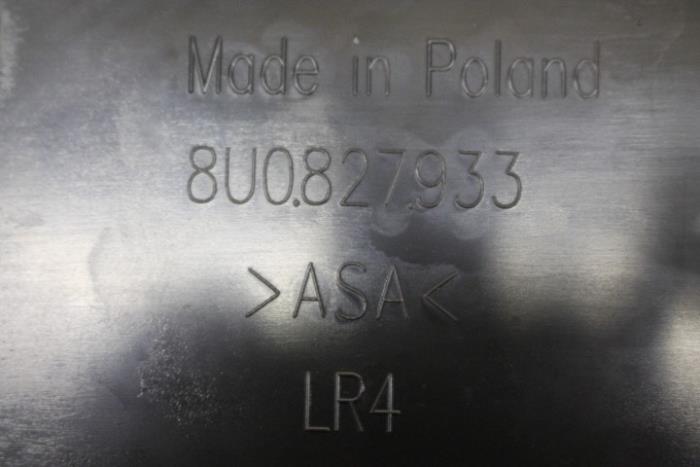 Made in Poland
8U0.827.933
>ASA<
LR4